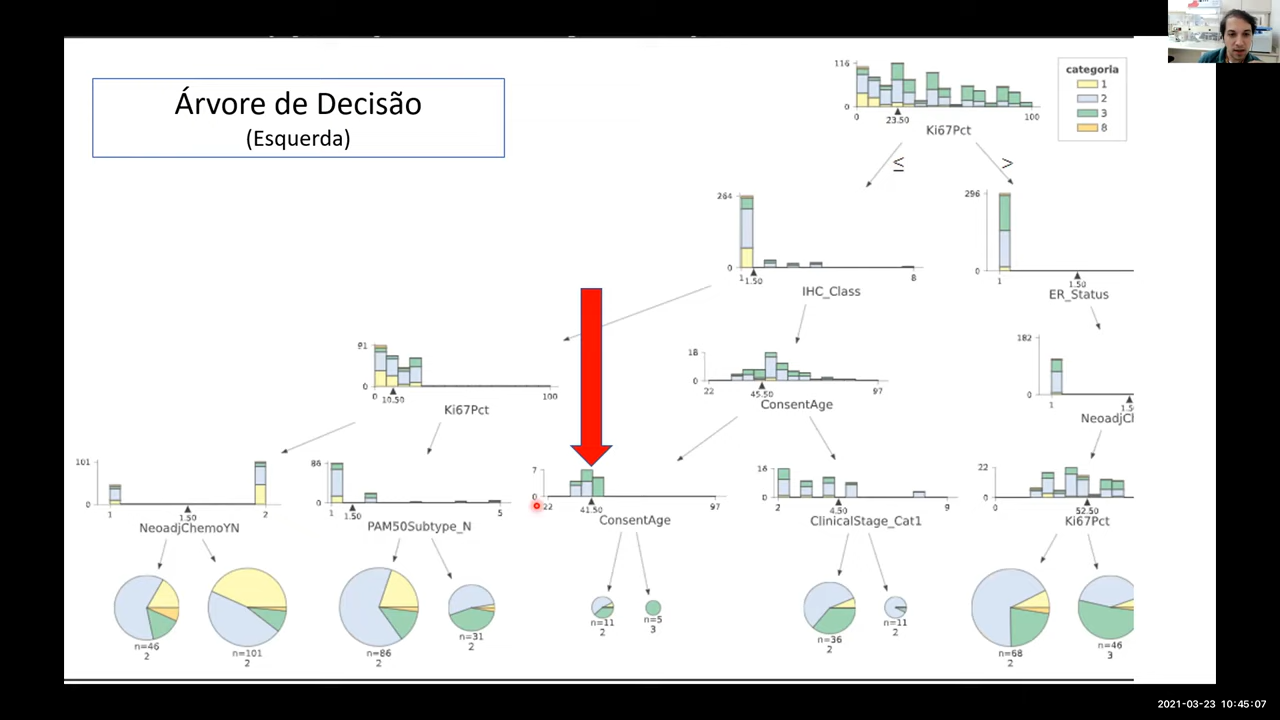 Árvore de Decisão
(Esquerda)
116
0
0
23.50
100
Ki67Pct
categoria
1
2
3
8
≤
>
264
0
1
1.50
8
IHC_Class
296
0
1
1.50
ER_Status
91
0
0
10.50
100
Ki67Pct
18
0
22
45.50
97
ConsentAge
182
0
1
1.5
NeoadjCl
101
0
1
1.50
2
NeoadjChemoYN
86
0
1
1.50
5
PAM50Subtype_N
7
0
22
41.50
97
ConsentAge
16
0
2
4.50
9
ClinicalStage_Cat1
22
0
0
52.50
Ki67Pct
n=46
2
n=101
2
n=86
2
n=31
2
n=11
2
n=5
3
n=36
2
n=11
2
n=68
2
n=46
3
2021-03-23 10:45:07